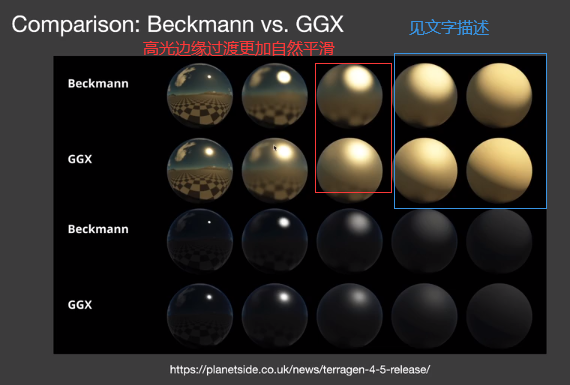 Comparison: Beckmann vs. GGX
见文字描述
高光边缘过渡更加自然平滑
Beckmann
GGX
Beckmann
GGX
https://planetside.co.uk/news/terragen-4-5-release/